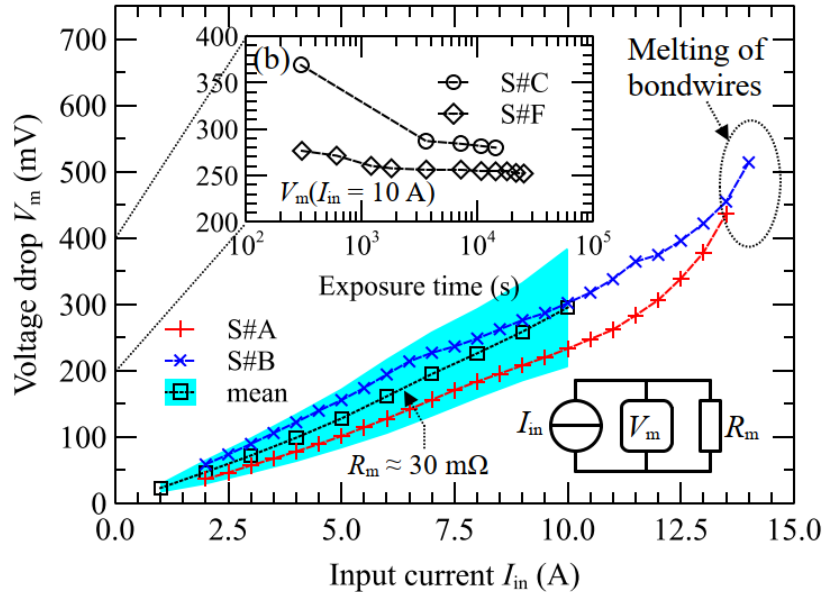 750
600
500
400
300
200
100
0
Voltage drop Vm (mV)
0.0 2.5 5.0 7.5 10.0 12.5 15.0
Input current Iin (A)
400
350
300
250
200
(b)
S#C
S#F
Vm(Iin = 10 A)
10² 10³ 10⁴ 10⁵
Exposure time (s)
Melting of
bondwires
S#A
S#B
mean
Rm ≈ 30 mΩ
Iin Vm Rm